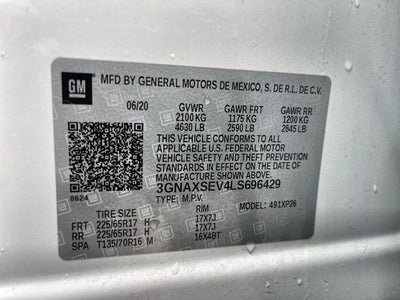 GM MFD BY GENERAL MOTORS DE MEXICO, S. DE R.L. DE C.V.
06/20 GVWR GAWR FRT GAWR RR
2100 KG 1175 KG 1200 KG
4630 LB 2590 LB 2645 LB
THIS VEHICLE CONFORMS TO ALL
APPLICABLE U.S. FEDERAL MOTOR
VEHICLE SAFETY, BUMPER, AND THEFT
PREVENTION STANDARDS IN EFFECT ON
THE DATE OF MANUFACTURE SHOWN ABOVE.
8624 3GNAXSEV4LS696429
TYPE: M.P.V. MODEL: 491XP26
RIM
FRT 225/65R17 H 17X7J
RR 225/65R17 H 17X7J
SPA T135/70R16 M 16X4BT